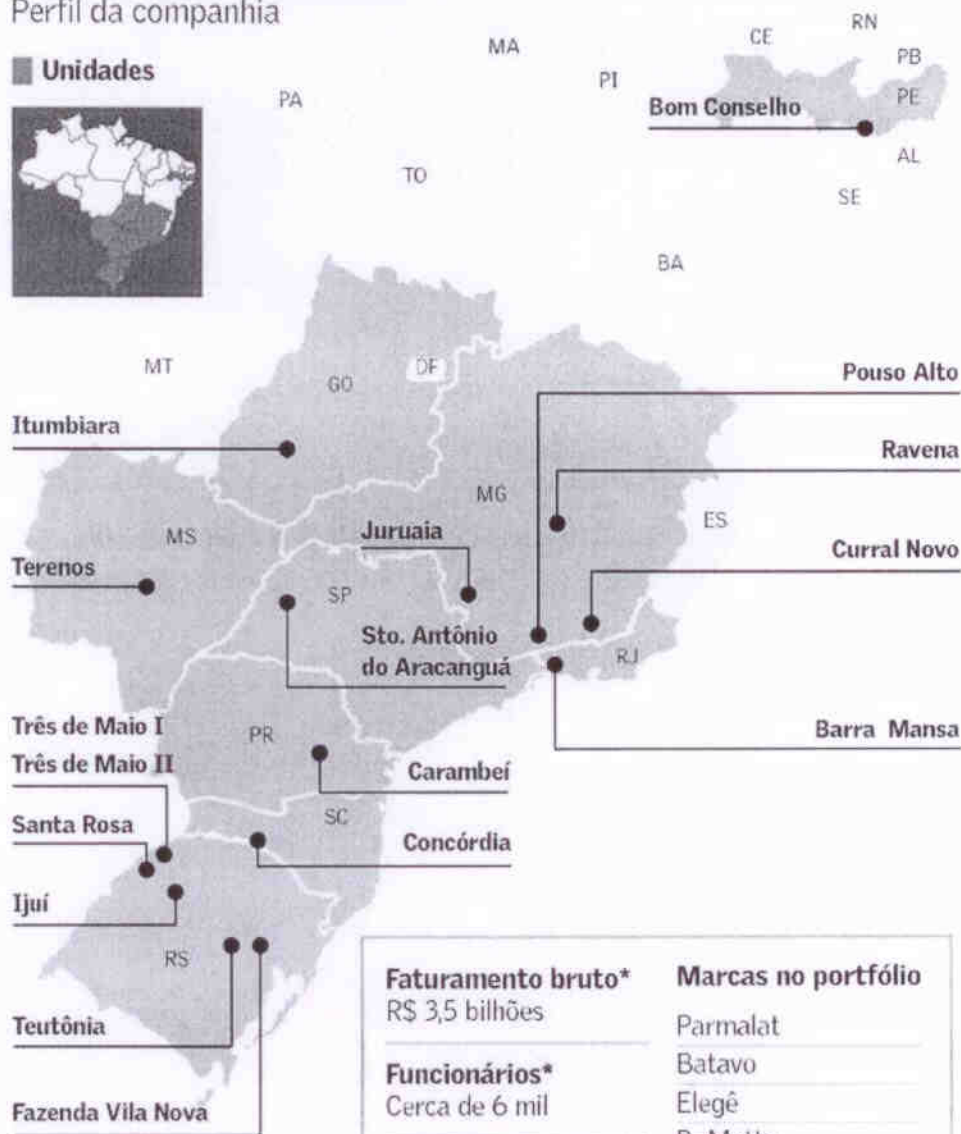 Perfil da companhia
Unidades
MA
CE
RN
PB
PI
PE
PA
Bom Conselho
AL
TO
SE
BA
MT
GO
DF
Pouso Alto
Itumbiara
Ravena
MG
ES
MS
Juruaia
Curral Novo
Terenos
SP
Sto. Antônio
do Aracanguá
RJ
Três de Maio I
PR
Barra Mansa
Três de Maio II
Carambeí
SC
Santa Rosa
Concórdia
Ijuí
RS
Teutônia
Fazenda Vila Nova
Faturamento bruto*
R$ 3,5 bilhões
Funcionários*
Cerca de 6 mil
Marcas no portfólio
Parmalat
Batavo
Elegê